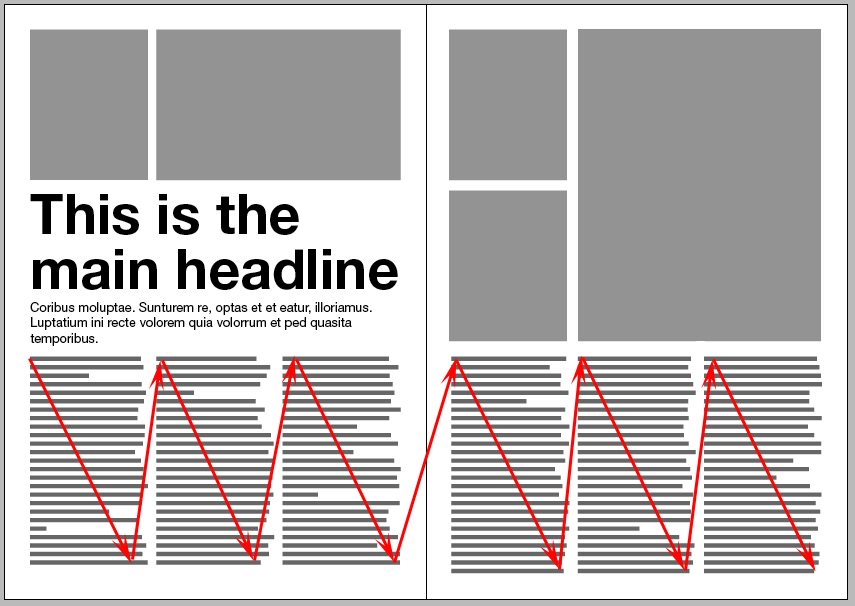 This is the
main headline
Coribus moluptae. Sunturem re, optas et et eatur, illoriamus.
Luptatium ini recte volorem quia volorrum et ped quasita
temporibus.